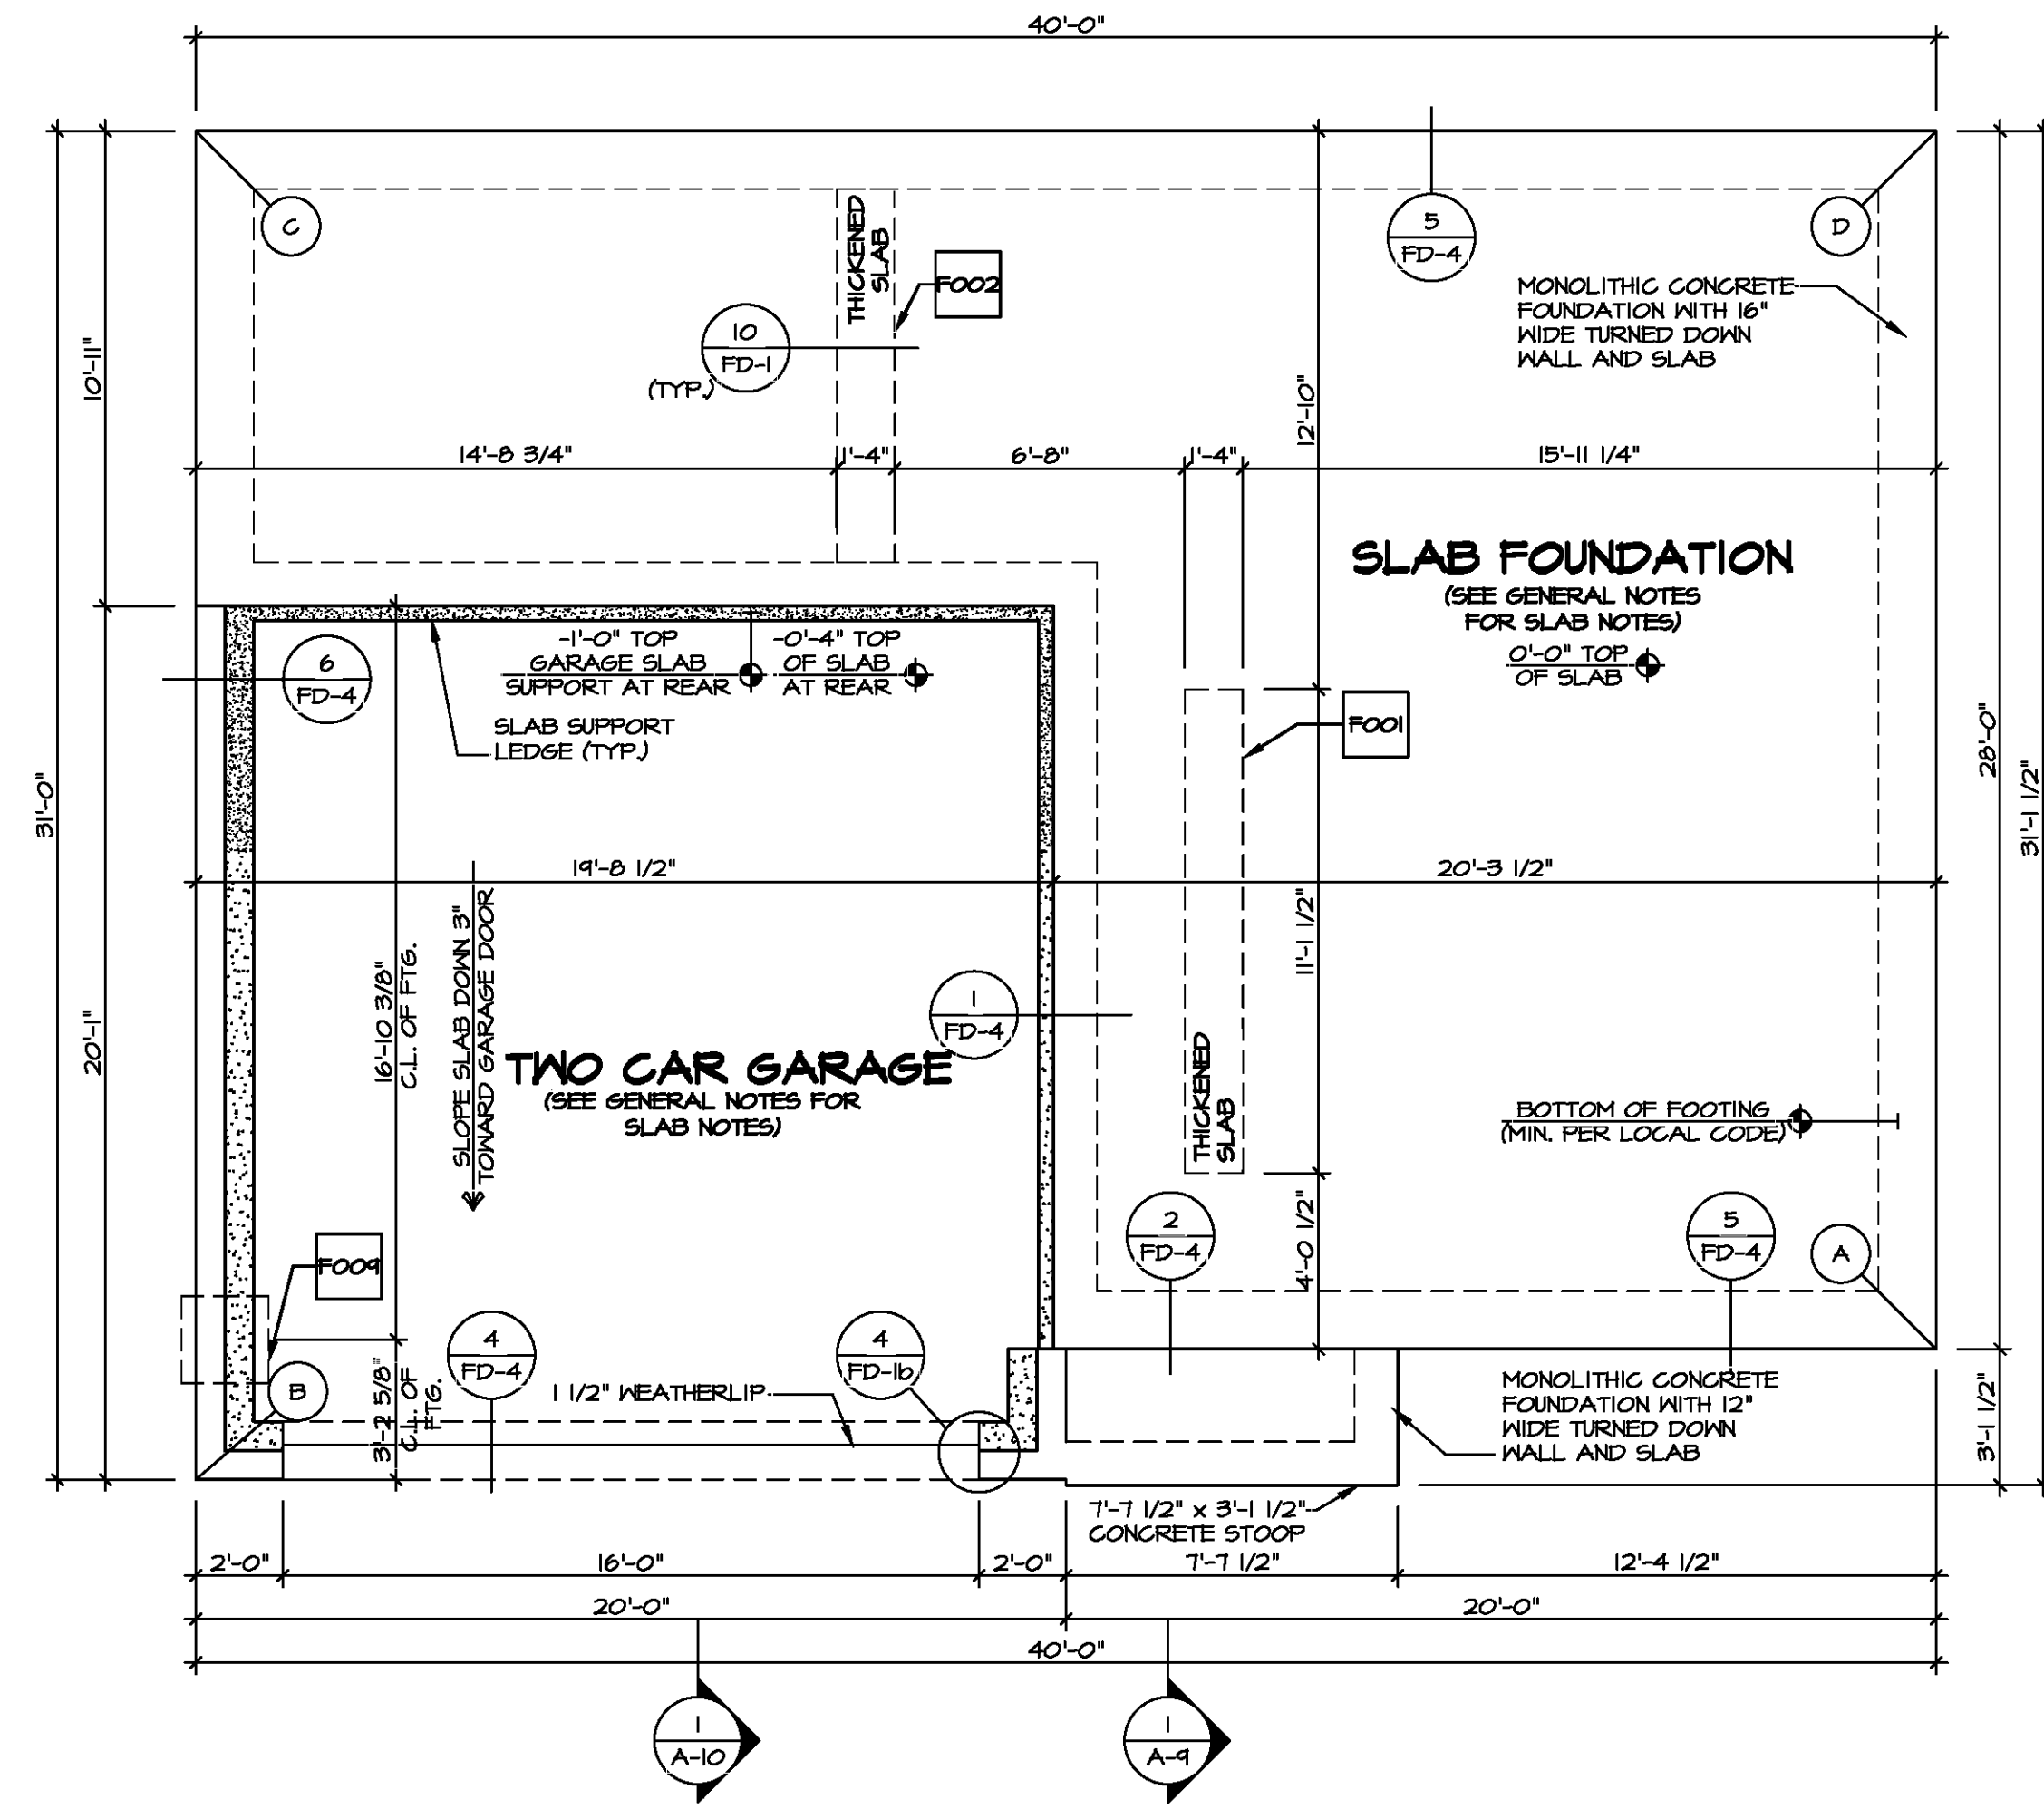 40'-0"
C
THICKENED
SLAB
F002
10
FD-1
(TYP.)
5
FD-4
D
MONOLITHIC CONCRETE
FOUNDATION WITH 16"
WIDE TURNED DOWN
WALL AND SLAB
10'-11"
12'-10"
14'-8 3/4"
1'-4"
6'-8"
1'-4"
15'-11 1/4"
SLAB FOUNDATION
(SEE GENERAL NOTES
FOR SLAB NOTES)
0'-0" TOP
OF SLAB
6
FD-4
-1'-0" TOP
GARAGE SLAB
SUPPORT AT REAR
-0'-4" TOP
OF SLAB
AT REAR
SLAB SUPPORT
LEDGE (TYP.)
F001
31'-0"
28'-0"
31'-1 1/2"
19'-8 1/2"
20'-3 1/2"
20'-1"
16'-10 3/8"
C.L. OF FTG.
SLOPE SLAB DOWN 3"
TOWARD GARAGE DOOR
11'-1 1/2"
1
FD-4
TWO CAR GARAGE
(SEE GENERAL NOTES FOR
SLAB NOTES)
THICKENED
SLAB
BOTTOM OF FOOTING
(MIN. PER LOCAL CODE)
F009
2
FD-4
4'-0 1/2"
5
FD-4
A
B
3'-2 5/8"
C.L. OF
FTG.
4
FD-4
1 1/2" WEATHERLIP
4
FD-1b
MONOLITHIC CONCRETE
FOUNDATION WITH 12"
WIDE TURNED DOWN
WALL AND SLAB
3'-1 1/2"
7'-7 1/2" x 3'-1 1/2"
CONCRETE STOOP
2'-0"
16'-0"
2'-0"
7'-7 1/2"
12'-4 1/2"
20'-0"
20'-0"
40'-0"
1
A-10
1
A-9